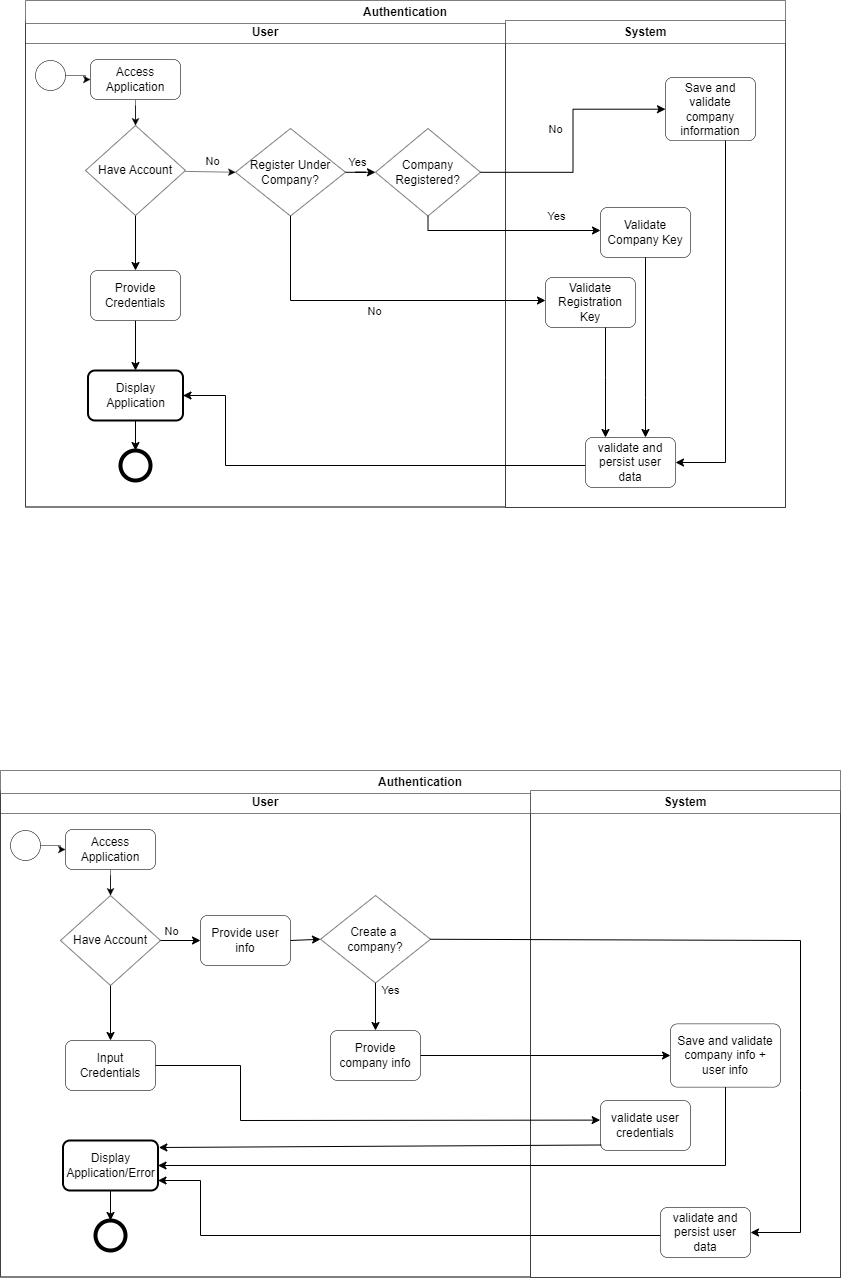 Authentication
User
System
Access
Application
Save and
validate
company
information
No
Have Account
No
Register Under
Company?
Yes
Company
Registered?
Yes
Validate
Company Key
Provide
Credentials
Validate
Registration
Key
No
Display
Application
validate and
persist user
data
Authentication
User
System
Access
Application
Have Account
No
Provide user
info
Create a
company?
Yes
Input
Credentials
Provide
company info
Save and validate
company info +
user info
validate user
credentials
Display
Application/Error
validate and
persist user
data